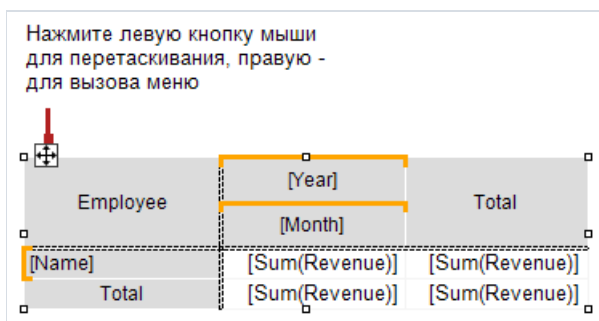 Нажмите левую кнопку мыши
для перетаскивания, правую -
для вызова меню
Employee
[Year]
[Month]
Total
[Name]
[Sum(Revenue)]
[Sum(Revenue)]
Total
[Sum(Revenue)]
[Sum(Revenue)]